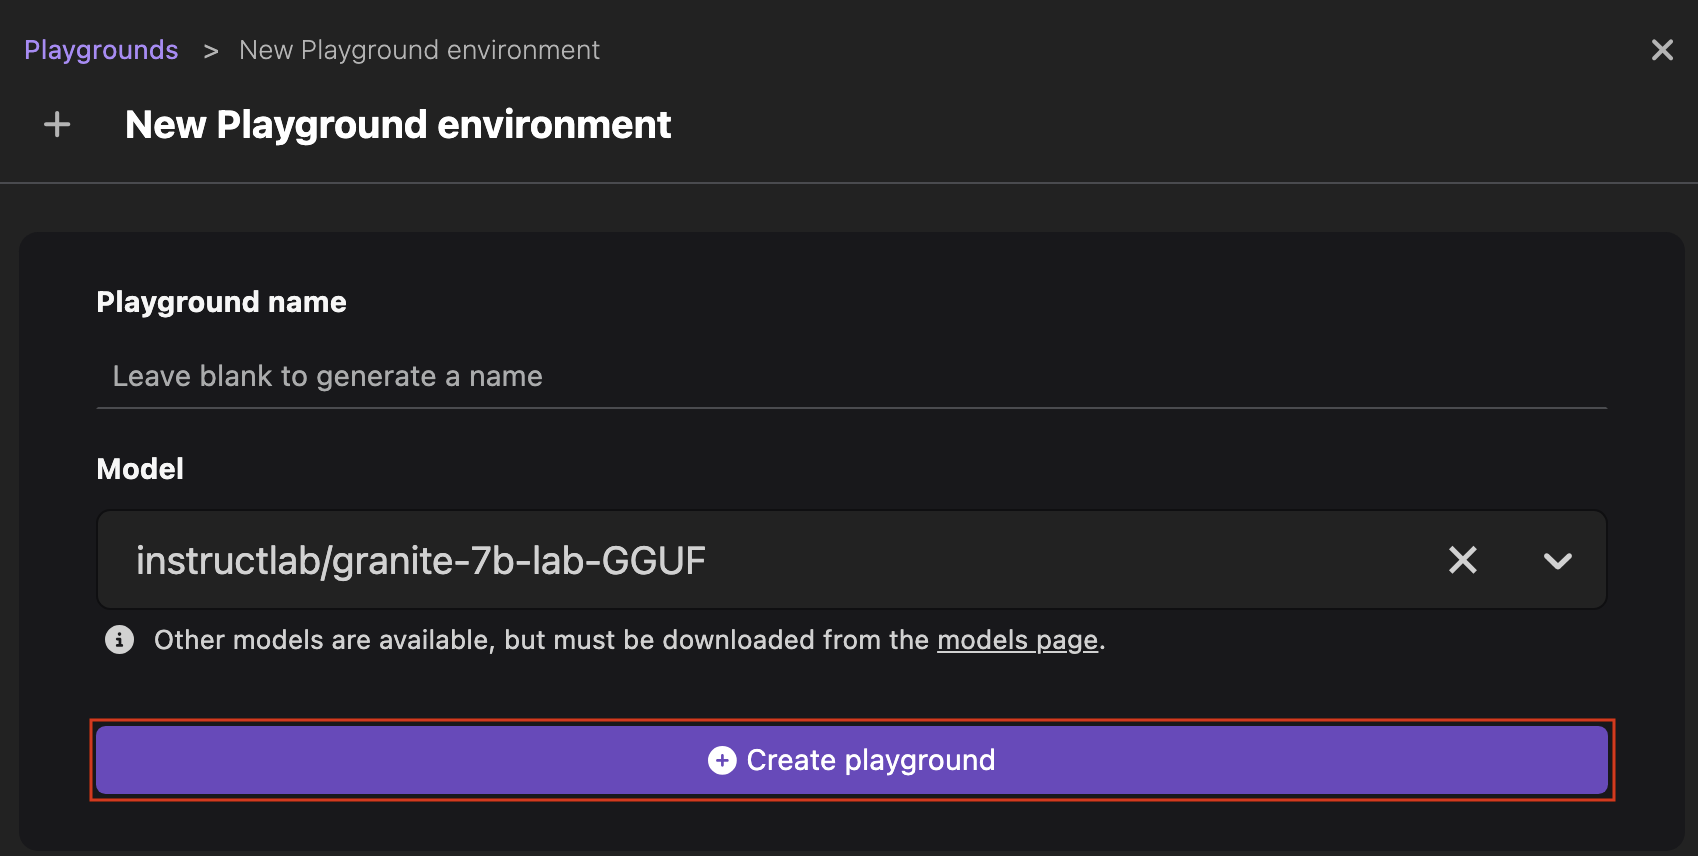 Playgrounds > New Playground environment
New Playground environment
Playground name
Leave blank to generate a name
Model
instructlab/granite-7b-lab-GGUF
Other models are available, but must be downloaded from the models page.
Create playground